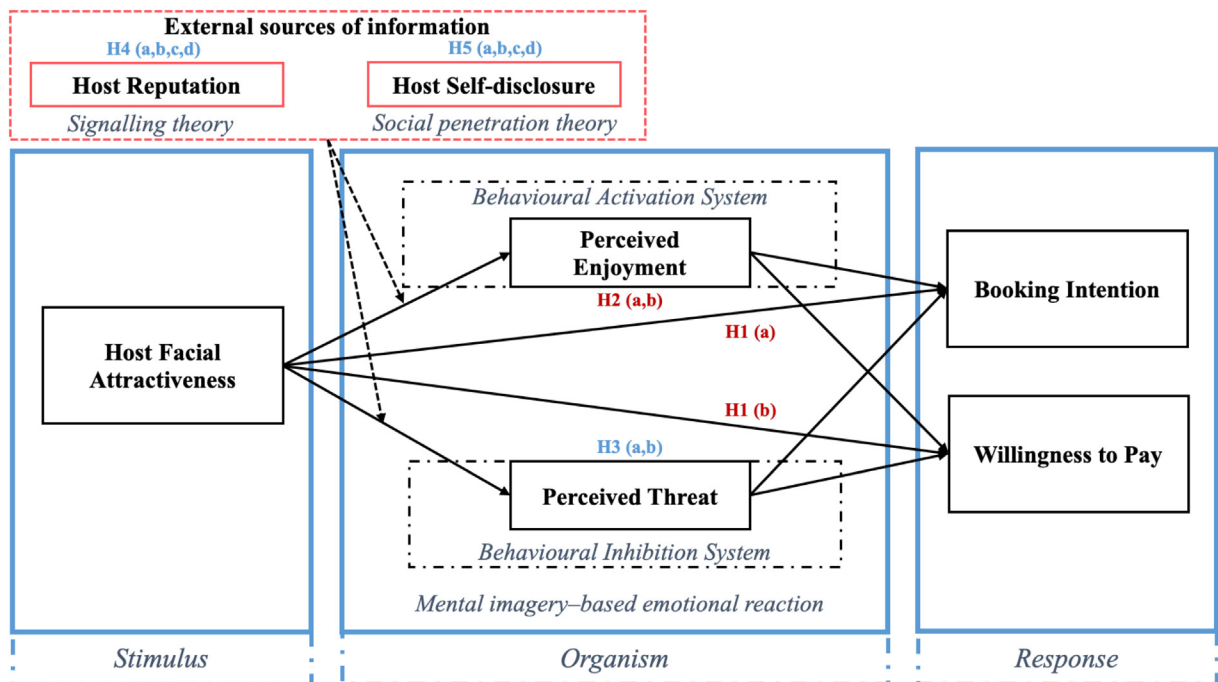 External sources of information
H4 (a,b,c,d)
H5 (a,b,c,d)
Host Reputation
Host Self-disclosure
Signalling theory
Social penetration theory
Behavioural Activation System
Perceived
Enjoyment
H2 (a,b)
H1 (a)
Booking Intention
Host Facial
Attractiveness
H1 (b)
H3 (a,b)
Willingness to Pay
Perceived Threat
Behavioural Inhibition System
Mental imagery–based emotional reaction
Stimulus
Organism
Response